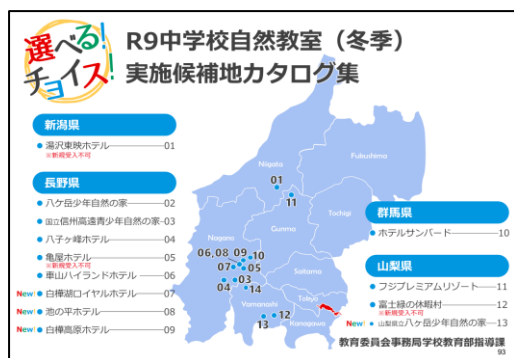 選べる!
チョイス!
R9中学校自然教室（冬季）
実施候補地カタログ集
新潟県
湯沢東映ホテル―――01
※新規受入不可
長野県
八ケ岳少年自然の家―――02
国立信州高遠青少年自然の家-03
八子ヶ峰ホテル―――04
亀屋ホテル―――05
※新規受入不可
車山ハイランドホテル―――06
New! 白樺湖ロイヤルホテル―――07
New! 池の平ホテル―――08
New! 白樺高原ホテル―――09
群馬県
ホテルサンバード―――10
山梨県
フジプレミアムリゾート―――11
富士緑の休暇村―――12
※新規受入不可
New! 山梨県立八ヶ岳少年自然の家-13
Niigata
Fukushima
01
11
Tochigi
Gunma
Nagano
06,08 09 10
07
05
04 03
14
Saitama
Yamanashi
Tokyo
13 12
Kanagawa
教育委員会事務局学校教育部指導課
93